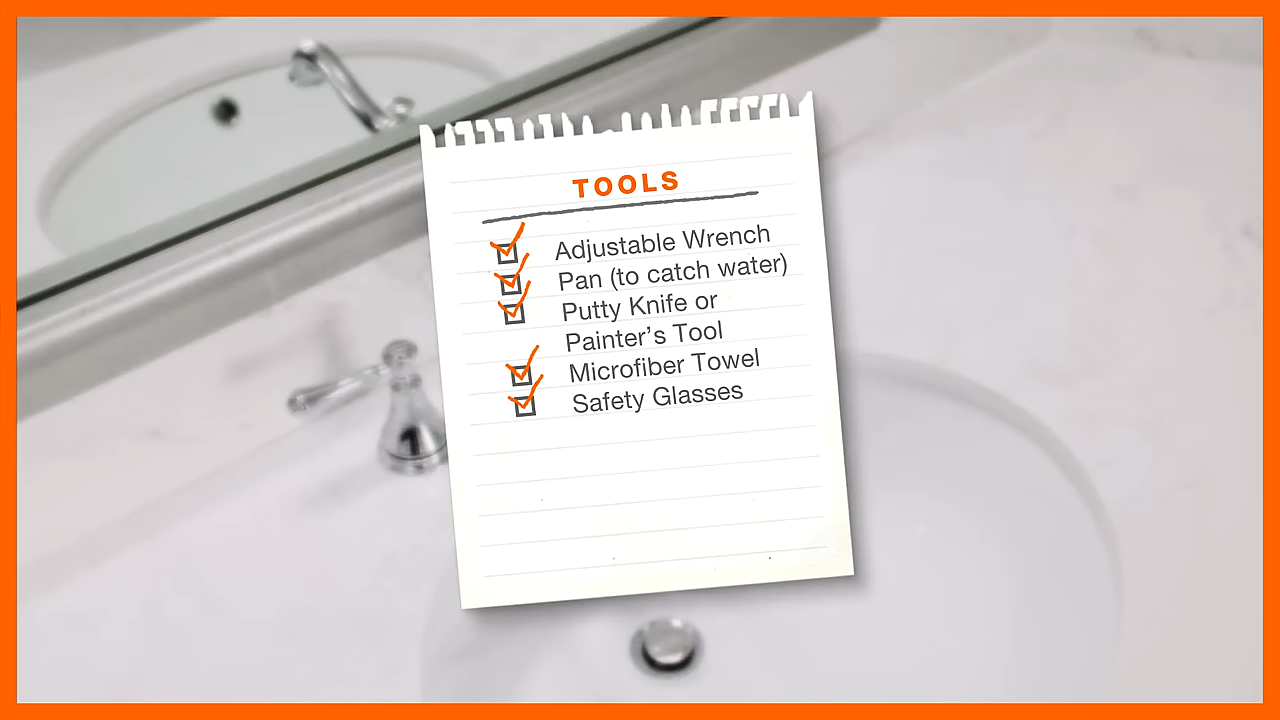 TOOLS
Adjustable Wrench
Pan (to catch water)
Putty Knife or
Painter's Tool
Microfiber Towel
Safety Glasses